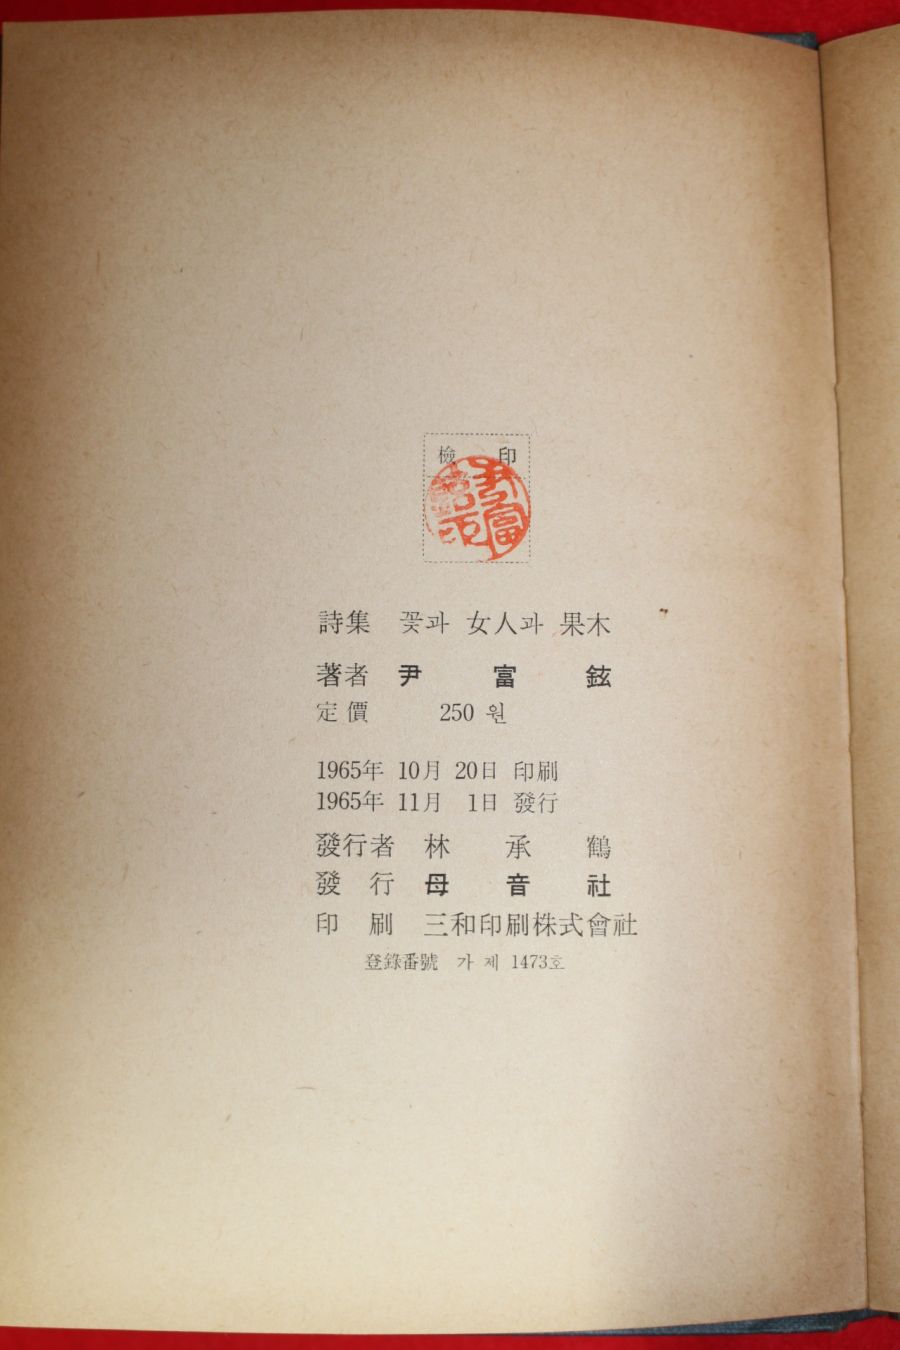 檢 印
詩集 꽃과 女人과 果木
著者 尹 富 鉉
定價 250 원
1965年 10月 20日 印刷
1965年 11月 1日 發行
發行者 林 承 鶴
發 行 母 音 社
印 刷 三和印刷株式會社
登錄番號 가 제 1473호